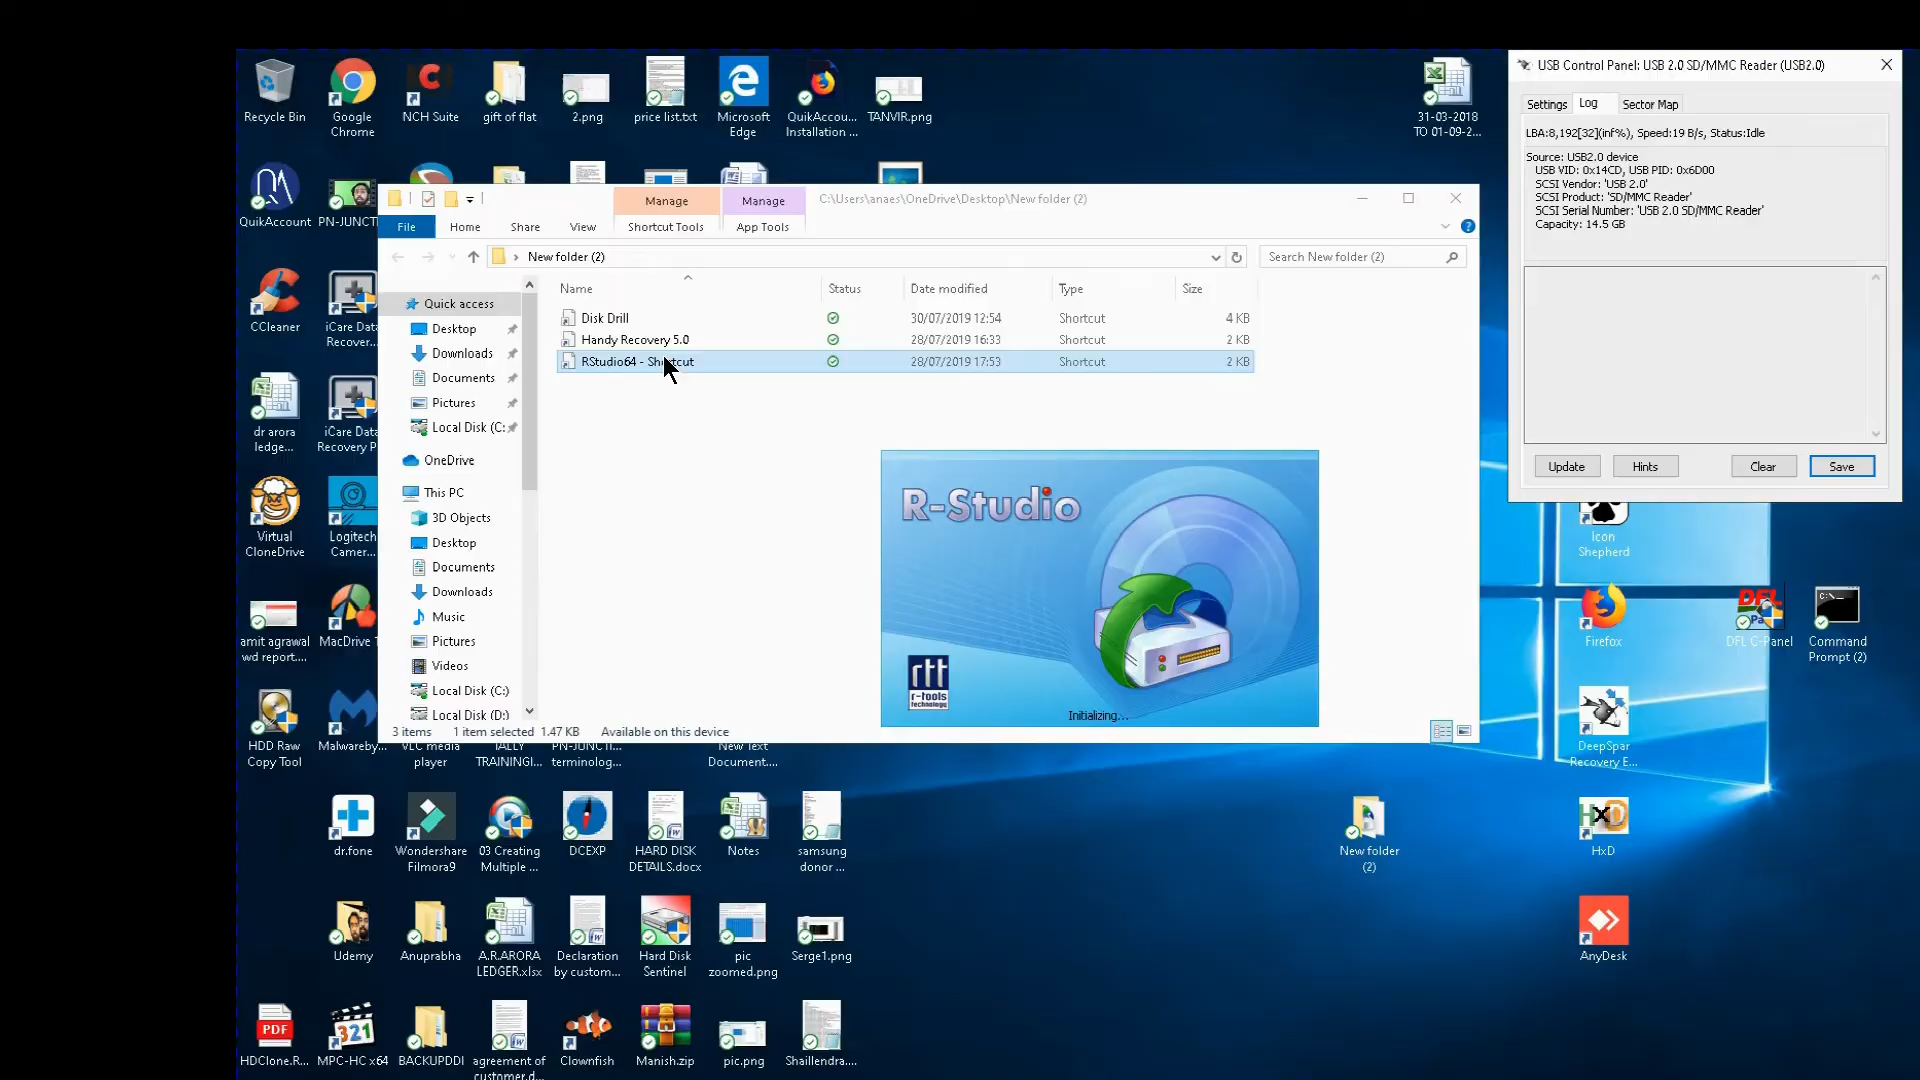 Recycle Bin
Google
Chrome
NCH Suite
gift of flat
2.png
price list.txt
Microsoft
Edge
QuikAccou...
Installation ...
TANVIR.png
31-03-2018
TO 01-09-2...
USB Control Panel: USB 2.0 SD/MMC Reader (USB2.0)
Settings
Log
Sector Map
LBA:8,192[32](inf%), Speed:19 B/s, Status:Idle
Source: USB2.0 device
USB VID: 0x14CD, USB PID: 0x6D00
SCSI Vendor: 'USB 2.0'
SCSI Product: 'SD/MMC Reader'
SCSI Serial Number: 'USB 2.0 SD/MMC Reader'
Capacity: 14.5 GB
Update
Hints
Clear
Save
Manage
Manage
C:\Users\anaes\OneDrive\Desktop\New folder (2)
File
Home
Share
View
Shortcut Tools
App Tools
New folder (2)
Search New folder (2)
Name
Status
Date modified
Type
Size
Disk Drill
30/07/2019 12:54
Shortcut
4 KB
Handy Recovery 5.0
28/07/2019 16:33
Shortcut
2 KB
RStudio64 - Shortcut
28/07/2019 17:53
Shortcut
2 KB
Quick access
Desktop
Downloads
Documents
Pictures
Local Disk (C:
OneDrive
This PC
3D Objects
Desktop
Documents
Downloads
Music
Pictures
Videos
Local Disk (C:)
Local Disk (D:)
3 items
1 item selected 1.47 KB
Available on this device
R-Studio
rtt
r-tools
technology
Initializing...
QuikAccount
PN-JUNCTI
CCleaner
iCare Data
Recover...
dr arora
ledge...
iCare Data
Recovery P
Virtual
CloneDrive
Logitech
Camer...
amit agrawal
wd report....
MacDrive
HDD Raw
Copy Tool
Malwareby...
VLC media
player
TALLY
TRAININGI...
PN-JUNCTI...
terminolog...
New Text
Document....
Icon
Shepherd
Firefox
DFL C-Panel
Command
Prompt (2)
DeepSpar
Recovery E...
dr.fone
Wondershare
Filmora9
03 Creating
Multiple ...
DCEXP
HARD DISK
DETAILS.docx
Notes
samsung
donor ...
New folder
(2)
HxD
Udemy
Anuprabha
A.R.ARORA
LEDGER.xlsx
Declaration
by custom...
Hard Disk
Sentinel
pic
zoomed.png
Serge1.png
AnyDesk
PDF
HDClone.R...
321
MPC-HC x64
BACKUPDDI
agreement of
customer.d...
Clownfish
Manish.zip
pic.png
Shaillendra....